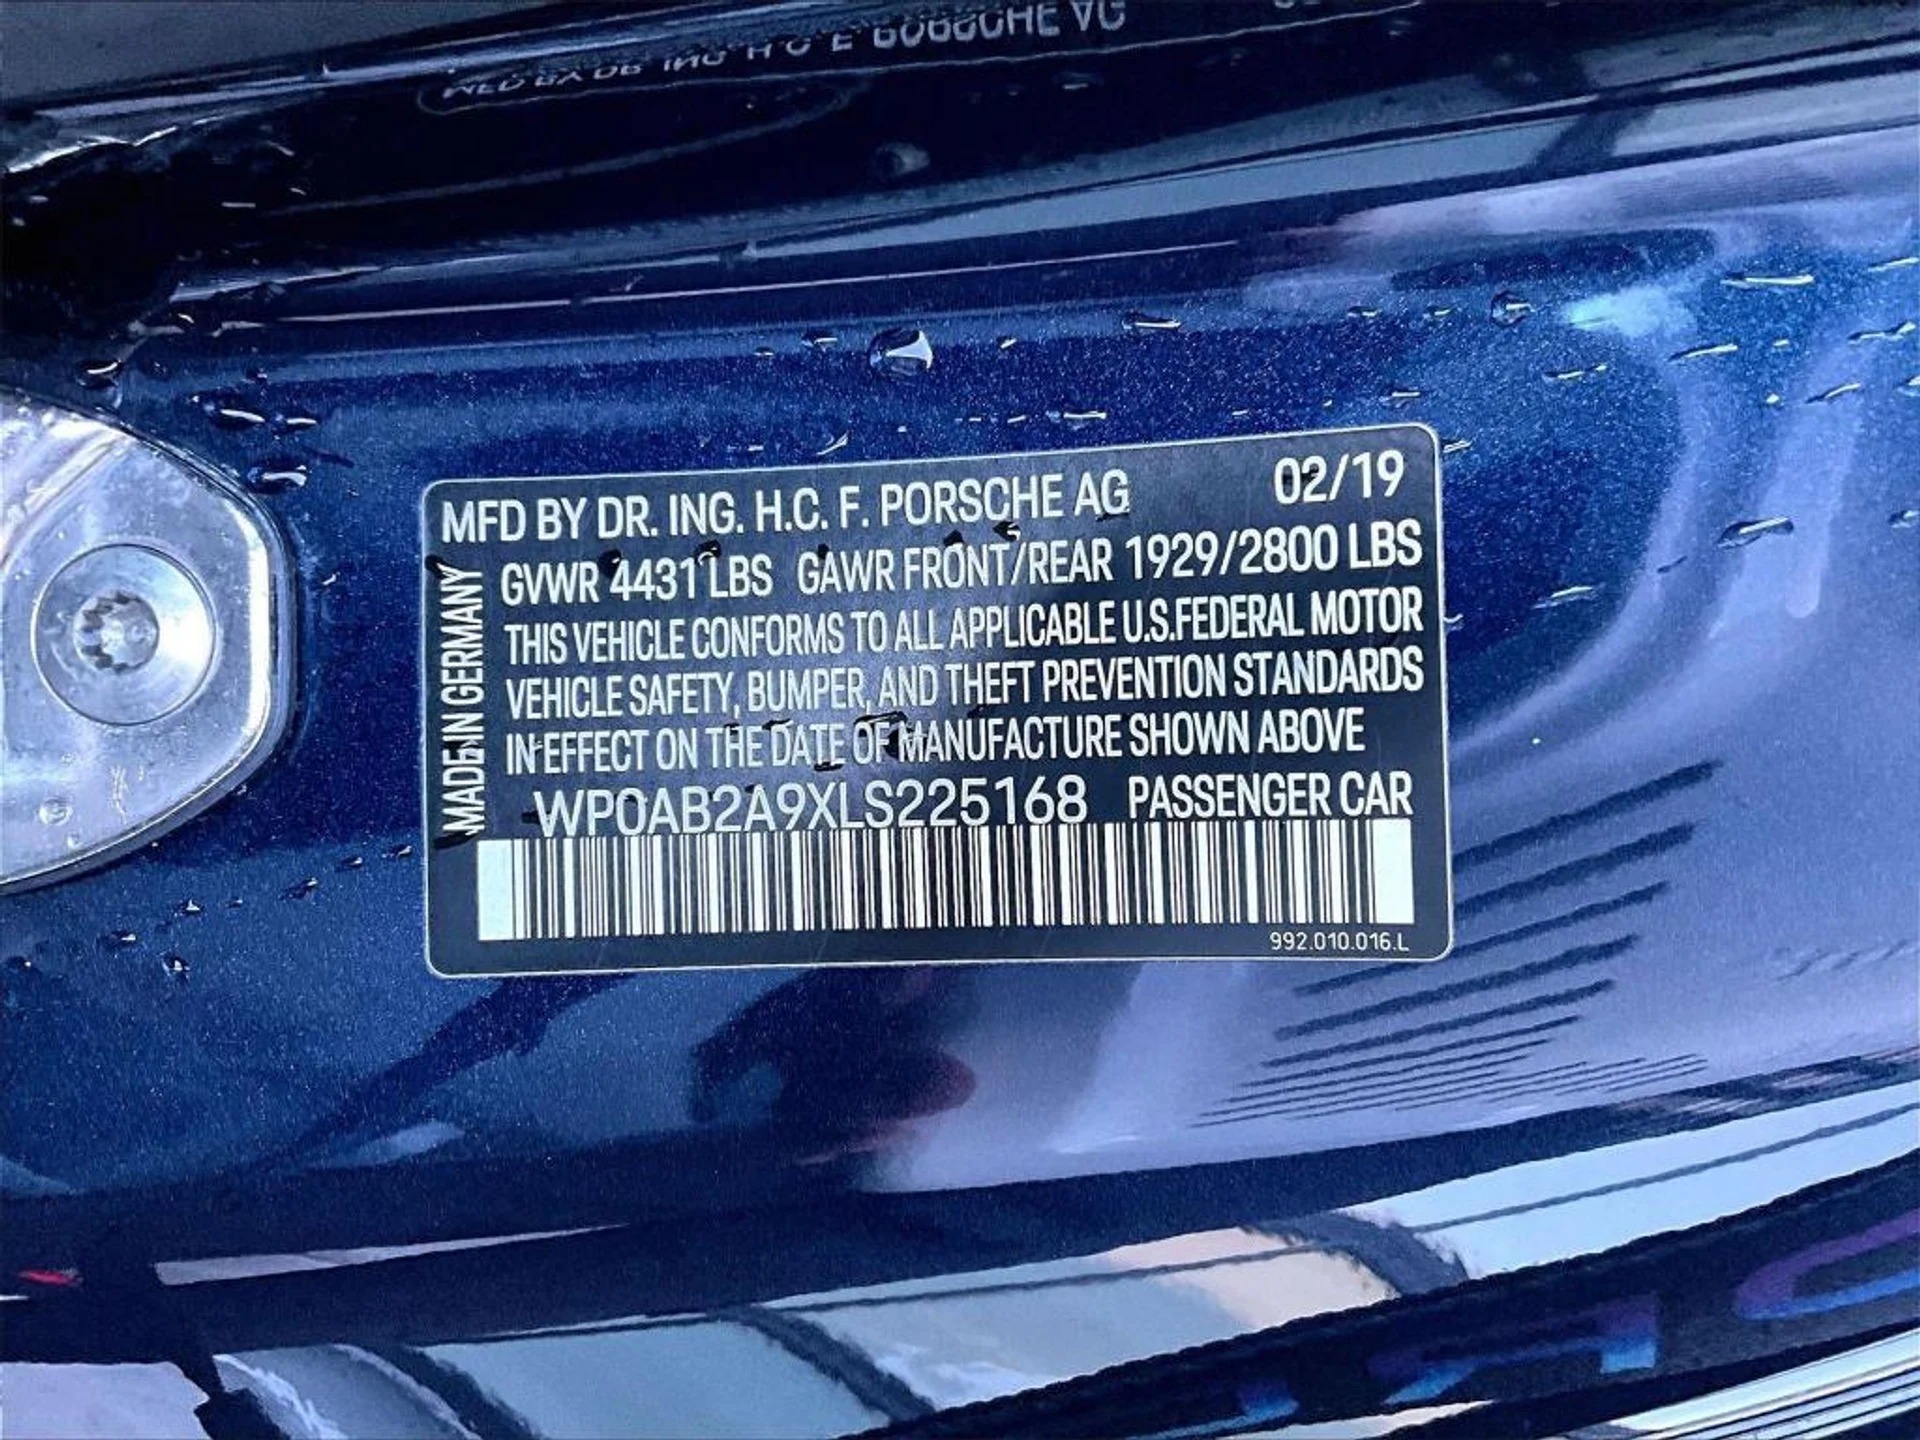 MFD BY DR. ING. H.C. F. PORSCHE AG 02/19
GVWR 4431 LBS GAWR FRONT/REAR 1929/2800 LBS
THIS VEHICLE CONFORMS TO ALL APPLICABLE U.S.FEDERAL MOTOR
VEHICLE SAFETY, BUMPER, AND THEFT PREVENTION STANDARDS
IN EFFECT ON THE DATE OF MANUFACTURE SHOWN ABOVE
MADE IN GERMANY
WP0AB2A9XLS225168 PASSENGER CAR
992.010.016.L